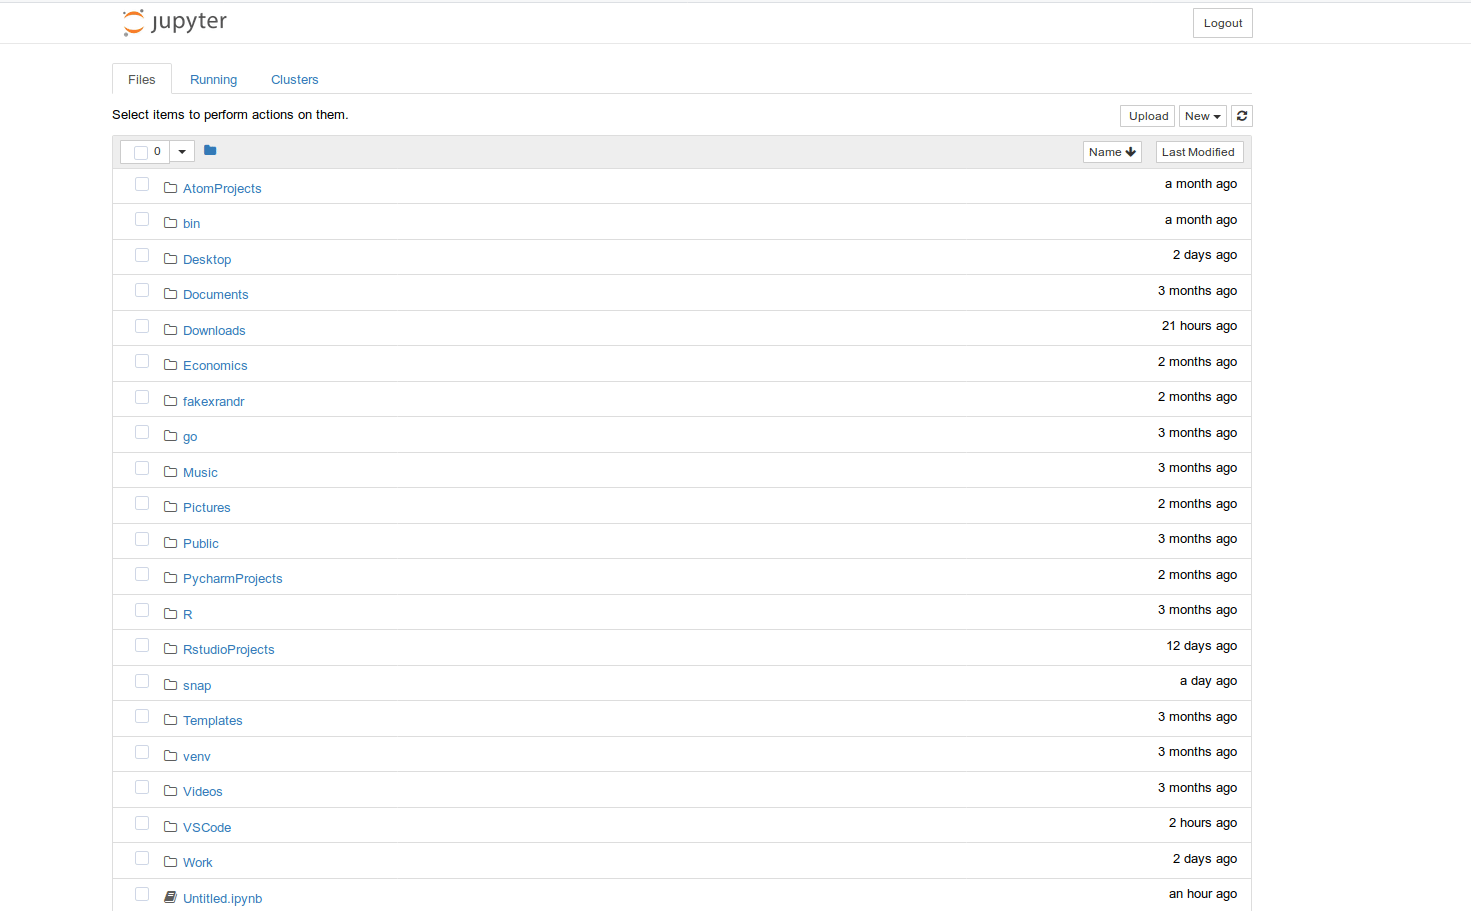 jupyter
Logout
Files Running Clusters
Select items to perform actions on them.
Upload New
0 Name Last Modified
AtomProjects a month ago
bin a month ago
Desktop 2 days ago
Documents 3 months ago
Downloads 21 hours ago
Economics 2 months ago
fakexrandr 2 months ago
go 3 months ago
Music 3 months ago
Pictures 2 months ago
Public 3 months ago
PycharmProjects 2 months ago
R 3 months ago
RstudioProjects 12 days ago
snap a day ago
Templates 3 months ago
venv 3 months ago
Videos 3 months ago
VSCode 2 hours ago
Work 2 days ago
Untitled.ipynb an hour ago